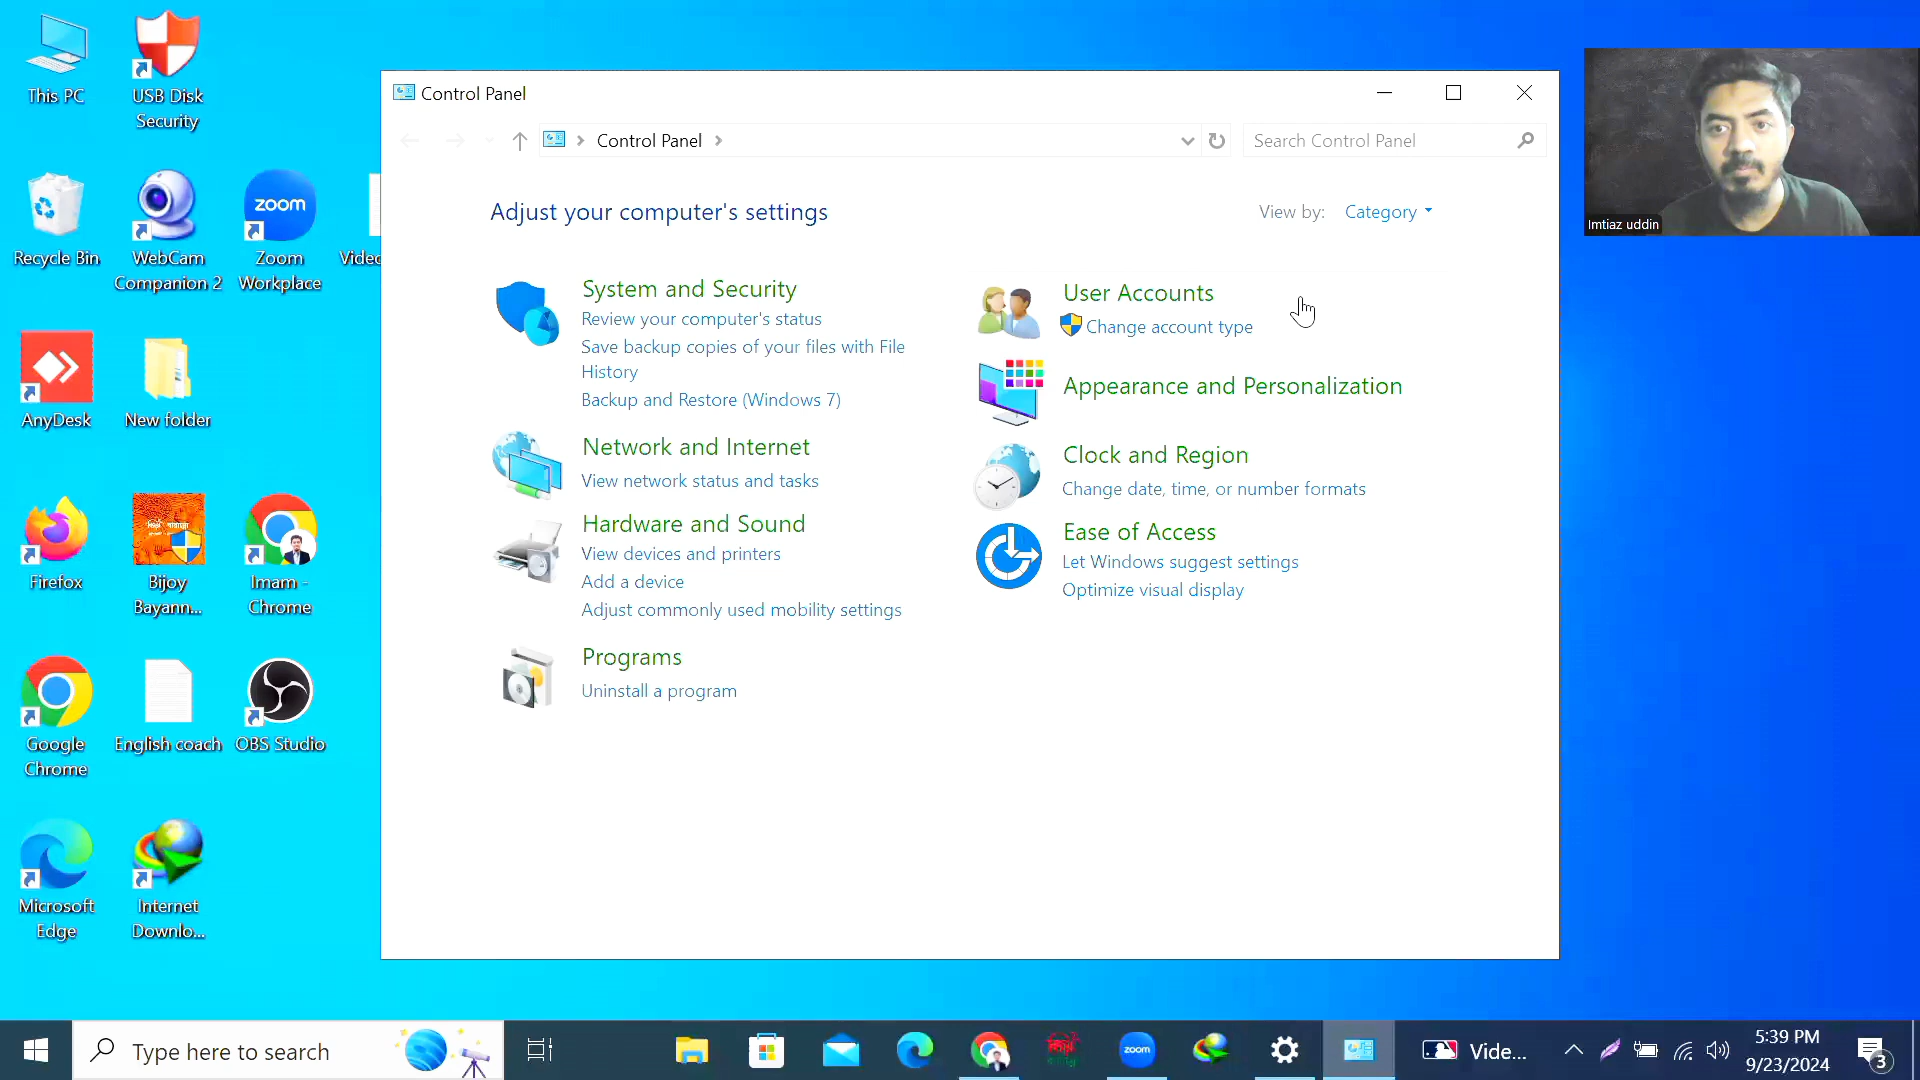 This PC
USB Disk
Security
Recycle Bin
WebCam
Companion 2
zoom
Zoom
Workplace
Video
AnyDesk
New folder
Firefox
Bijoy
Bayann...
Imam -
Chrome
Google
Chrome
English coach
OBS Studio
Microsoft
Edge
Internet
Downlo...
Control Panel
Control Panel
Search Control Panel
Adjust your computer's settings
View by: Category
System and Security
Review your computer's status
Save backup copies of your files with File
History
Backup and Restore (Windows 7)
Network and Internet
View network status and tasks
Hardware and Sound
View devices and printers
Add a device
Adjust commonly used mobility settings
Programs
Uninstall a program
User Accounts
Change account type
Appearance and Personalization
Clock and Region
Change date, time, or number formats
Ease of Access
Let Windows suggest settings
Optimize visual display
Imtiaz uddin
Type here to search
zoom
Vide...
5:39 PM
9/23/2024
3